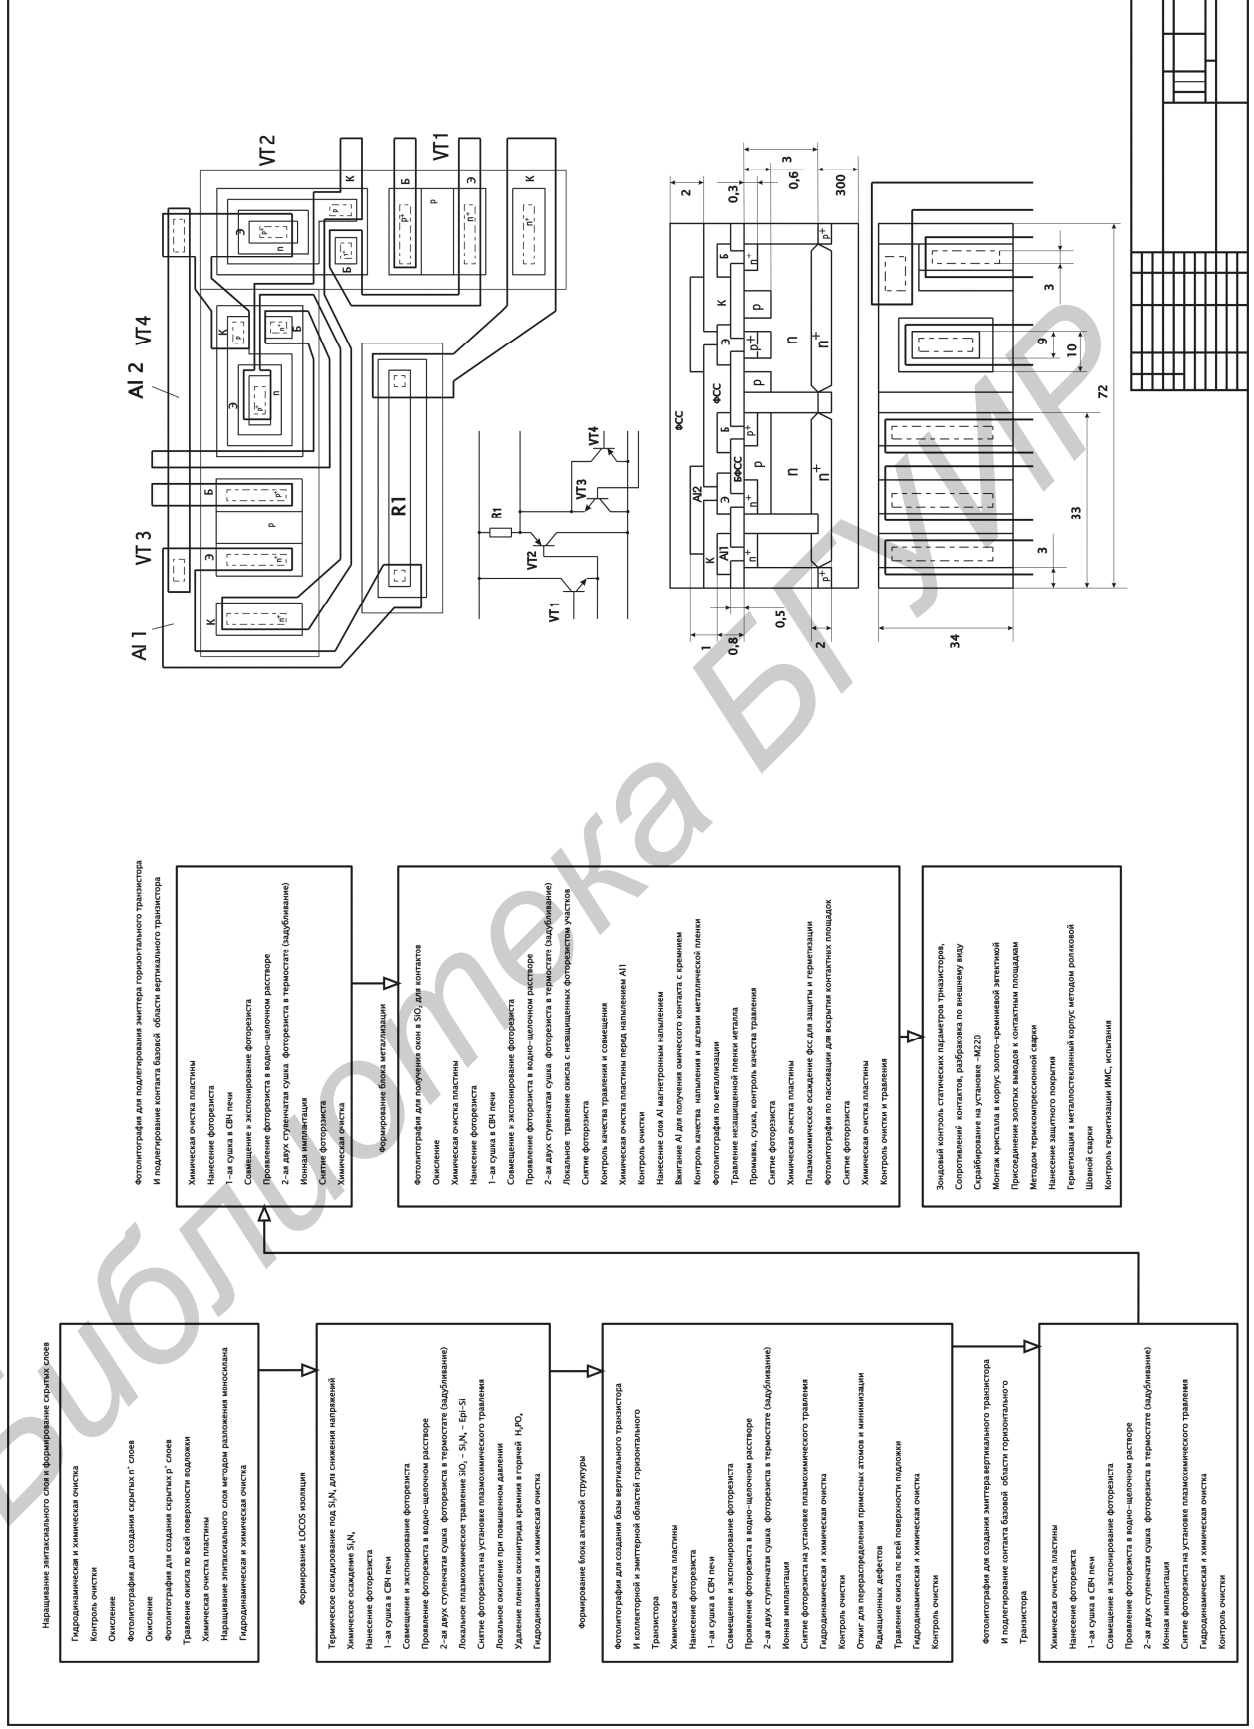 Наращивание эпитаксиального слоя и формирование скрытых слоев
Гидродинамическая и химическая очистка
Контроль очистки
Окисление
Фотолитография для создания скрытых n⁺ слоев
Окисление
Фотолитография для создания скрытых p⁺ слоев
Травление окисла по всей поверхности подложки
Химическая очистка пластины
Наращивание эпитаксиального слоя методом разложения моносилана
Гидродинамическая и химическая очистка
Формирование LOCOS изоляции
Термическое оксидизование под Si₃N₄ для снижения напряжений
Химическое осаждение Si₃N₄
Нанесение фоторезиста
1-ая сушка в СВЧ печи
Совмещение и экспонирование фоторезиста
Проявление фоторезиста в водно-щелочном расстворе
2-ая двух ступенчатая сушка фоторезиста в термостате (задубливание)
Локальное плазмохимическое травление SiO₂ - Si₃N₄ - Epi-Si
Снятие фоторезиста на установке плазмохимического травления
Локальное окисление при повышенном давлении
Удаление пленки оксинитрида кремния в горячей H₃PO₄
Гидродинамическая и химическая очистка
Формирование блока активной структуры
Фотолитография для создания базы вертикального транзистора
И коллекторной и эмиттерной областей горизонтального
Транзистора
Химическая очистка пластины
Нанесение фоторезиста
1-ая сушка в СВЧ печи
Совмещение и экспонирование фоторезиста
Проявление фоторезиста в водно-щелочном расстворе
2-ая двух ступенчатая сушка фоторезиста в термостате (задубливание)
Ионная имплантация
Снятие фоторезиста на установке плазмохимического травления
Гидродинамическая и химическая очистка
Контроль очистки
Отжиг для перераспределения примесных атомов и минимизации
Радиационных дефектов
Травление окисла по всей поверхности подложки
Гидродинамическая и химическая очистка
Контроль очистки
Фотолитография для создания эмиттера вертикального транзистора
И подлегирование контакта базовой области горизонтального
Транзистора
Химическая очистка пластины
Нанесение фоторезиста
1-ая сушка в СВЧ печи
Совмещение и экспонирование фоторезиста
Проявление фоторезиста в водно-щелочном растворе
2-ая двух ступенчатая сушка фоторезиста в термостате (задубливание)
Ионная имплантация
Снятие фоторезиста на установке плазмохимического травления
Гидродинамическая и химическая очистка
Контроль очистки
Фотолитография для подлегирования эмиттера горизонтального транзистора
И подлегирование контакта базовой области вертикального транзистора
Химическая очистка пластины
Нанесение фоторезиста
1-ая сушка в СВЧ печи
Совмещение и экспонирование фоторезиста
Проявление фоторезиста в водно-щелочном расстворе
2-ая двух ступенчатая сушка фоторезиста в термостате (задубливание)
Ионная имплантация
Снятие фоторезиста
Химическая очистка
Формирование блока металлизации
Фотолитография для получения окон в SiO₂ для контактов
Окисление
Химическая очистка пластины
Нанесение фоторезиста
1-ая сушка в СВЧ печи
Совмещение и экспонирование фоторезиста
Проявление фоторезиста в водно-щелочном расстворе
2-ая двух ступенчатая сушка фоторезиста в термостате (задубливание)
Локальное травление окисла с незащищенных фоторезистом участков
Снятие фоторезиста
Контроль качества травления и совмещения
Химическая очистка пластины перед напылением Al1
Контроль очистки
Нанесение слоя Al магнетронным напылением
Вжигание Al для получения омического контакта с кремнием
Контроль качества напыления и адгезии металлической пленки
Фотолитография по металлизации
Травление незащищенной пленки металла
Промывка, сушка, контроль качества травления
Снятие фоторезиста
Химическая очистка пластины
Плазмохимическое осаждение фсс для защиты и герметизации
Фотолитография по пассивации для вскрытия контактных площадок
Снятие фоторезиста
Химическая очистка пластины
Контроль очистки и травления
Зондовый контроль статических параметров трназисторов,
Сопротивлений контактов, разбраковка по внешнему виду
Скрайбирование на установке -М220
Монтаж кристалла в корпус золото-кремниевой эвтектикой
Присоединение золотых выводов к контактным площадкам
Методом термокомпрессионной сварки
Нанесение защитного покрытия
Герметизация в металлостеклянный корпус методом роликовой
Шовной сварки
Контроль герметизации ИМС, испытания
Al 1
VT 3
Al 2
VT4
VT2
К
Э
Б
Э
К
Б
Э
К
Б
n⁺
p
p⁺
p
n
n⁺
p
p
n
p
VT1
Б
Э
К
p⁺
p
n⁺
n⁺
R1
R1
VT1
VT2
VT3
VT4
ФСС
ФСС
БФСС
Al2
Al1
К
Э
Б
Э
К
Б
n⁺
n⁺
p⁺
p
p⁺
p
p
n⁺
n
n
n⁺
n⁺
p⁺
p⁺
1
0,8
0,5
2
2
0,3
0,6
3
300
34
3
33
72
9
10
3
Библиотека БГУИР